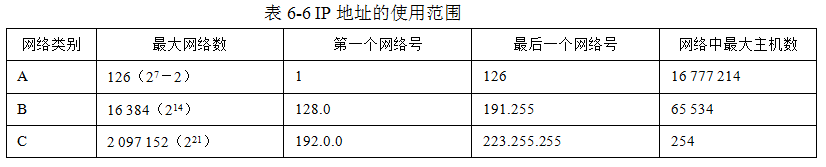 表 6-6 IP 地址的使用范围
网络类别 最大网络数 第一个网络号 最后一个网络号 网络中最大主机数
A 126（2⁷－2） 1 126 16 777 214
B 16 384（2¹⁴） 128.0 191.255 65 534
C 2 097 152（2²¹） 192.0.0 223.255.255 254